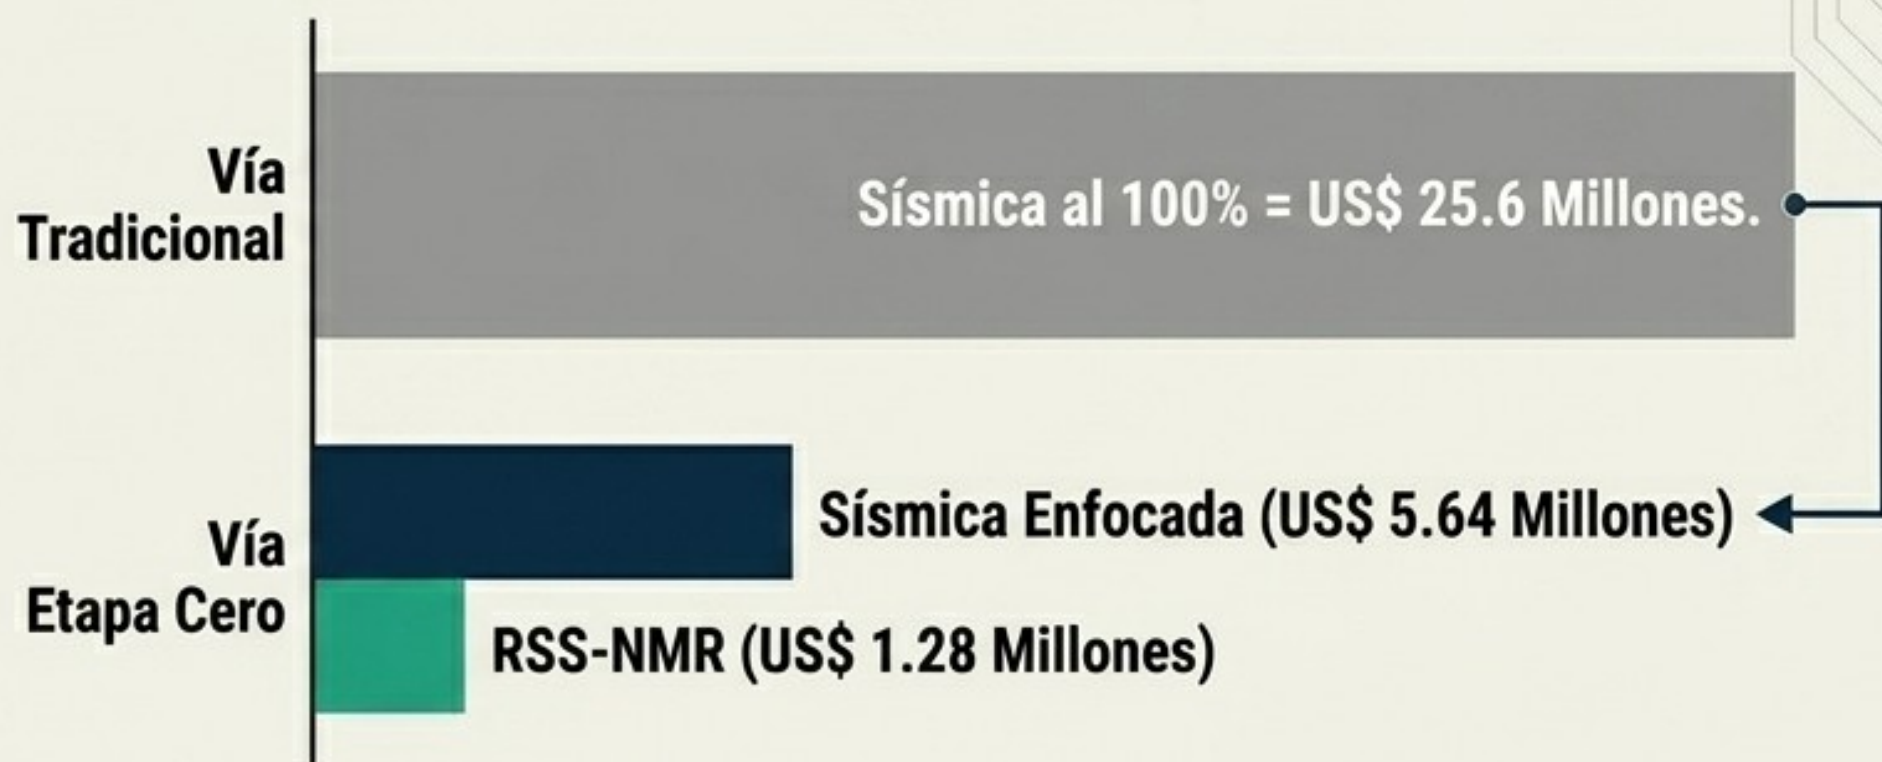 Vía
Tradicional
Sísmica al 100% = US$ 25.6 Millones.
Vía
Etapa Cero
Sísmica Enfocada (US$ 5.64 Millones)
RSS-NMR (US$ 1.28 Millones)